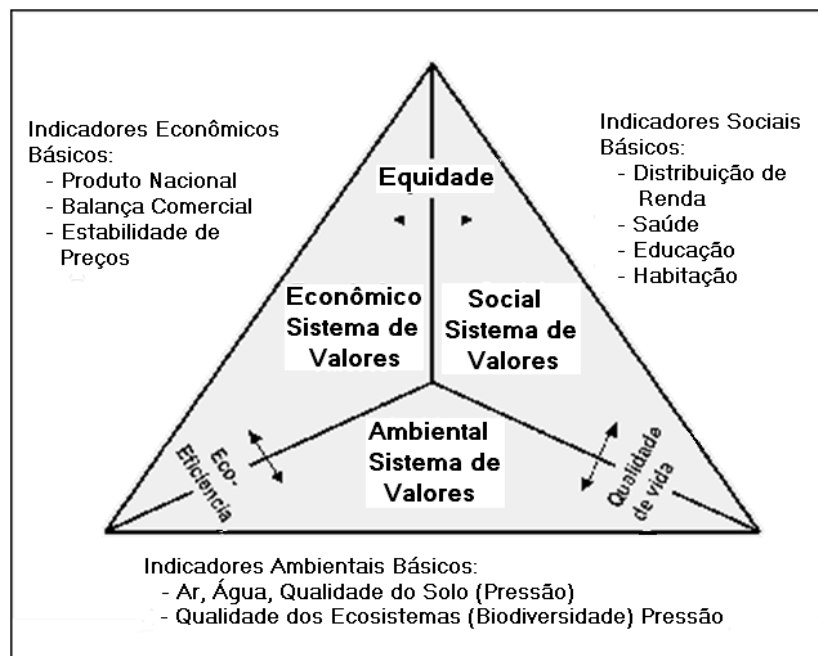 Indicadores Econômicos
Básicos:
- Produto Nacional
- Balança Comercial
- Estabilidade de
Preços
Indicadores Sociais
Básicos:
- Distribuição de
Renda
- Saúde
- Educação
- Habitação
Equidade
Econômico
Sistema de
Valores
Social
Sistema de
Valores
Ambiental
Sistema de
Valores
Eco-
Eficiencia
Qualidade
de vida
Indicadores Ambientais Básicos:
- Ar, Água, Qualidade do Solo (Pressão)
- Qualidade dos Ecosistemas (Biodiversidade) Pressão